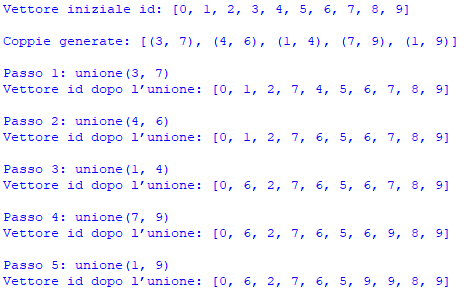 Vettore iniziale id: [0, 1, 2, 3, 4, 5, 6, 7, 8, 9]
Coppie generate: [(3, 7), (4, 6), (1, 4), (7, 9), (1, 9)]
Passo 1: unione(3, 7)
Vettore id dopo l'unione: [0, 1, 2, 7, 4, 5, 6, 7, 8, 9]
Passo 2: unione(4, 6)
Vettore id dopo l'unione: [0, 1, 2, 7, 6, 5, 6, 7, 8, 9]
Passo 3: unione(1, 4)
Vettore id dopo l'unione: [0, 6, 2, 7, 6, 5, 6, 7, 8, 9]
Passo 4: unione(7, 9)
Vettore id dopo l'unione: [0, 6, 2, 7, 6, 5, 6, 9, 8, 9]
Passo 5: unione(1, 9)
Vettore id dopo l'unione: [0, 6, 2, 7, 6, 5, 9, 9, 8, 9]